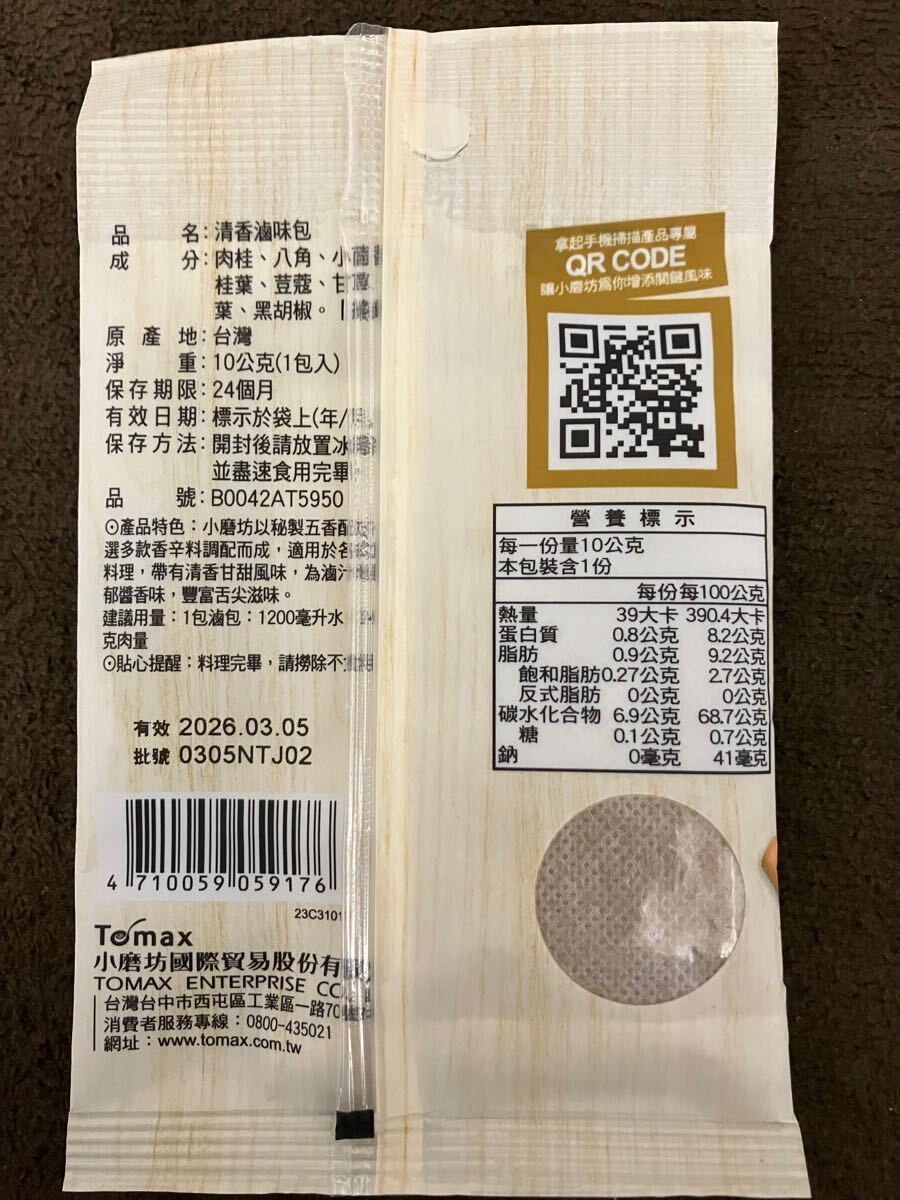 品名：清香滷味包
成分：肉桂、八角、小茴
桂葉、荳蔻、甘
葉、黑胡椒。
原產地：台灣
淨重：10公克(1包入)
保存期限：24個月
有效日期：標示於袋上(年/
保存方法：開封後請放置冰
並盡速食用完畢
品號：B0042AT5950
⊙產品特色：小磨坊以秘製五香配
選多款香辛料調配而成，適用於各
料理，帶有清香甘甜風味，為滷汁
郁醬香味，豐富舌尖滋味。
建議用量：1包滷包：1200毫升水
克肉量
⊙貼心提醒：料理完畢，請撈除不
有效 2026.03.05
批號 0305NTJ02
4 710059 059176
23C3101
Tomax
小磨坊國際貿易股份有
TOMAX ENTERPRISE CO
台灣台中市西屯區工業區一路70
消費者服務專線：0800-435021
網址：www.tomax.com.tw
拿起手機掃描產品專屬
QR CODE
讓小磨坊為你增添關鍵風味
營養標示
每一份量10公克
本包裝含1份
每份 每100公克
熱量 39大卡 390.4大卡
蛋白質 0.8公克 8.2公克
脂肪 0.9公克 9.2公克
飽和脂肪 0.27公克 2.7公克
反式脂肪 0公克 0公克
碳水化合物 6.9公克 68.7公克
糖 0.1公克 0.7公克
鈉 0毫克 41毫克